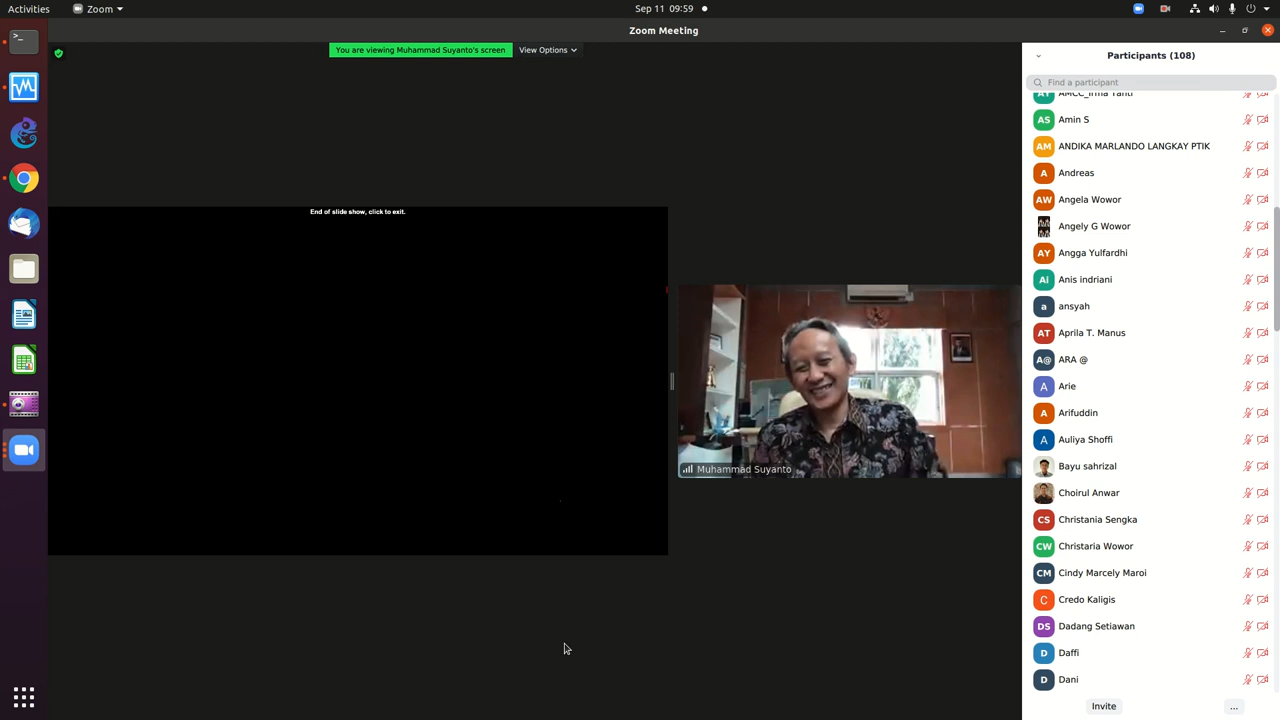 Activities
Zoom
Sep 11 09:59
Zoom Meeting
You are viewing Muhammad Suyanto's screen
View Options
Participants (108)
Find a participant
AMCC_Irma Yanti
AS Amin S
AM ANDIKA MARLANDO LANGKAY PTIK
A Andreas
AW Angela Wowor
Angely G Wowor
AY Angga Yulfardhi
Ai Anis indriani
a ansyah
AT Aprila T. Manus
A@ ARA @
A Arie
A Arifuddin
A Auliya Shoffi
Bayu sahrizal
Choirul Anwar
CS Christania Sengka
CW Christaria Wowor
CM Cindy Marcely Maroi
C Credo Kaligis
DS Dadang Setiawan
D Daffi
D Dani
Invite
...
End of slide show, click to exit.
Muhammad Suyanto